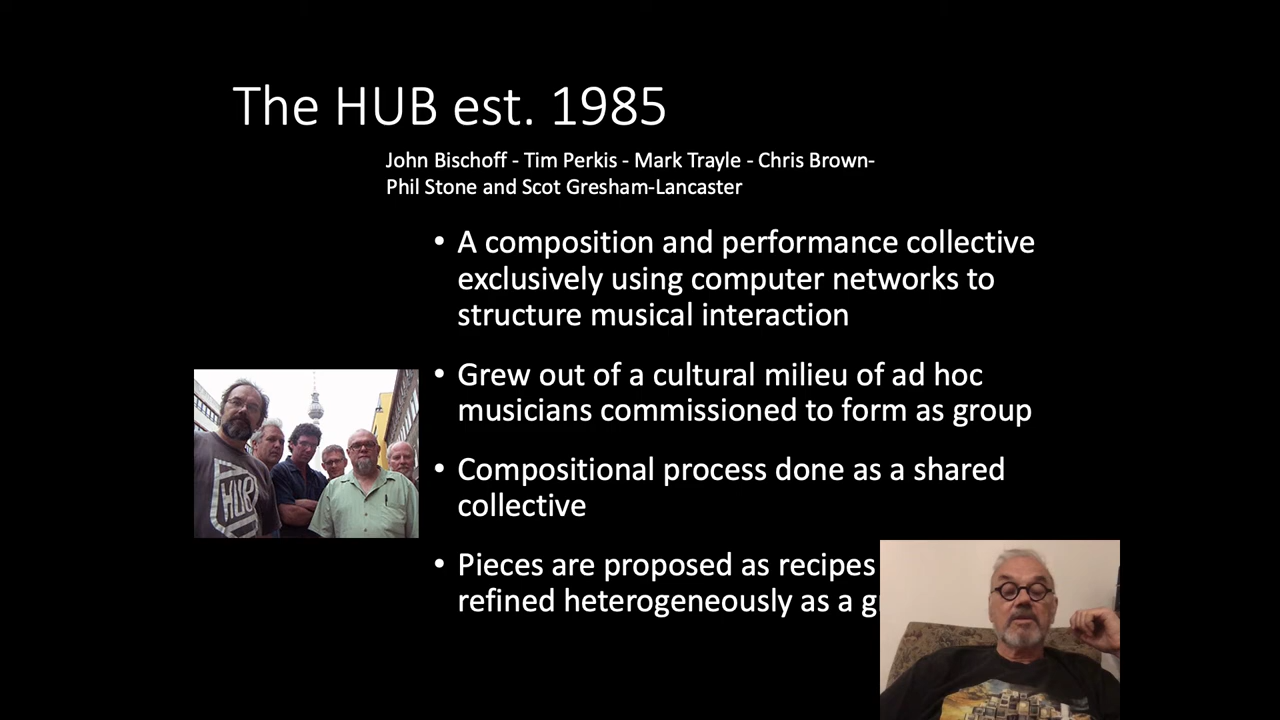 The HUB est. 1985
John Bischoff - Tim Perkis - Mark Trayle - Chris Brown-
Phil Stone and Scot Gresham-Lancaster
• A composition and performance collective
exclusively using computer networks to
structure musical interaction
• Grew out of a cultural milieu of ad hoc
musicians commissioned to form as group
• Compositional process done as a shared
collective
• Pieces are proposed as recipes
refined heterogeneously as a
HUB